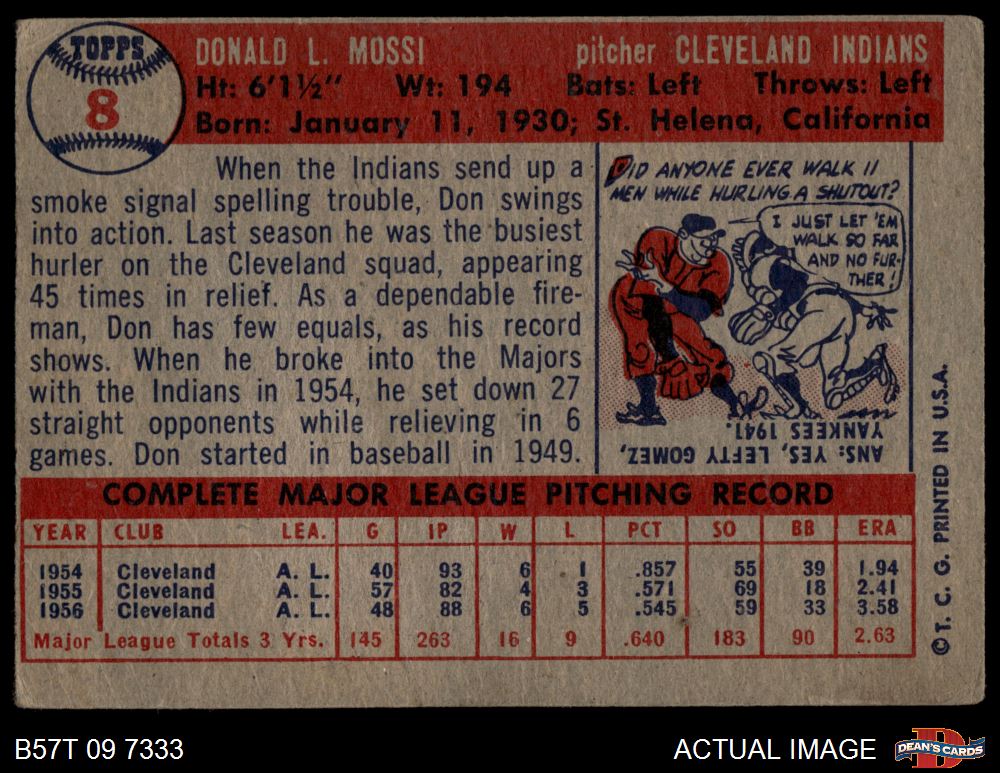 TOPPS
8
DONALD L. MOSSI pitcher CLEVELAND INDIANS
Ht: 6'1½" Wt: 194 Bats: Left Throws: Left
Born: January 11, 1930; St. Helena, California
When the Indians send up a
smoke signal spelling trouble, Don swings
into action. Last season he was the busiest
hurler on the Cleveland squad, appearing
45 times in relief. As a dependable fire-
man, Don has few equals, as his record
shows. When he broke into the Majors
with the Indians in 1954, he set down 27
straight opponents while relieving in 6
games. Don started in baseball in 1949.
DID ANYONE EVER WALK 11
MEN WHILE HURLING A SHUTOUT?
I JUST LET 'EM
WALK SO FAR
AND NO FUR-
THER!
ANS: YES, LEFTY GOMEZ,
YANKEES 1941.
COMPLETE MAJOR LEAGUE PITCHING RECORD
YEAR CLUB LEA. G IP W L PCT SO BB ERA
1954 Cleveland A. L. 40 93 6 1 .857 55 39 1.94
1955 Cleveland A. L. 57 82 4 3 .571 69 18 2.41
1956 Cleveland A. L. 48 88 6 5 .545 59 33 3.58
Major League Totals 3 Yrs. 145 263 16 9 .640 183 90 2.63
© T. C. G. PRINTED IN U.S.A.
B57T 09 7333
ACTUAL IMAGE
D
DEAN'S CARDS